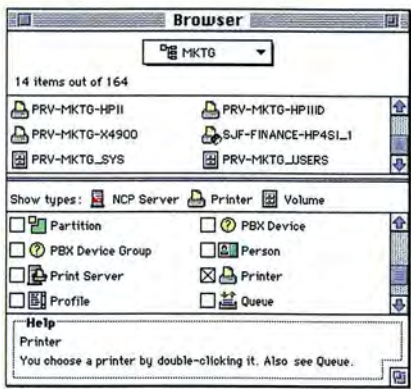 Browser
MKTG
14 items out of 164
PRV-MKTG-HPII PRV-MKTG-HPIIID
PRV-MKTG-X4900 SJF-FINANCE-HP4SI_1
PRV-MKTG_SYS PRV-MKTG_USERS
Show types: NCP Server Printer Volume
Partition PBX Device
PBX Device Group Person
Print Server Printer
Profile Queue
Help
Printer
You choose a printer by double-clicking it. Also see Queue.